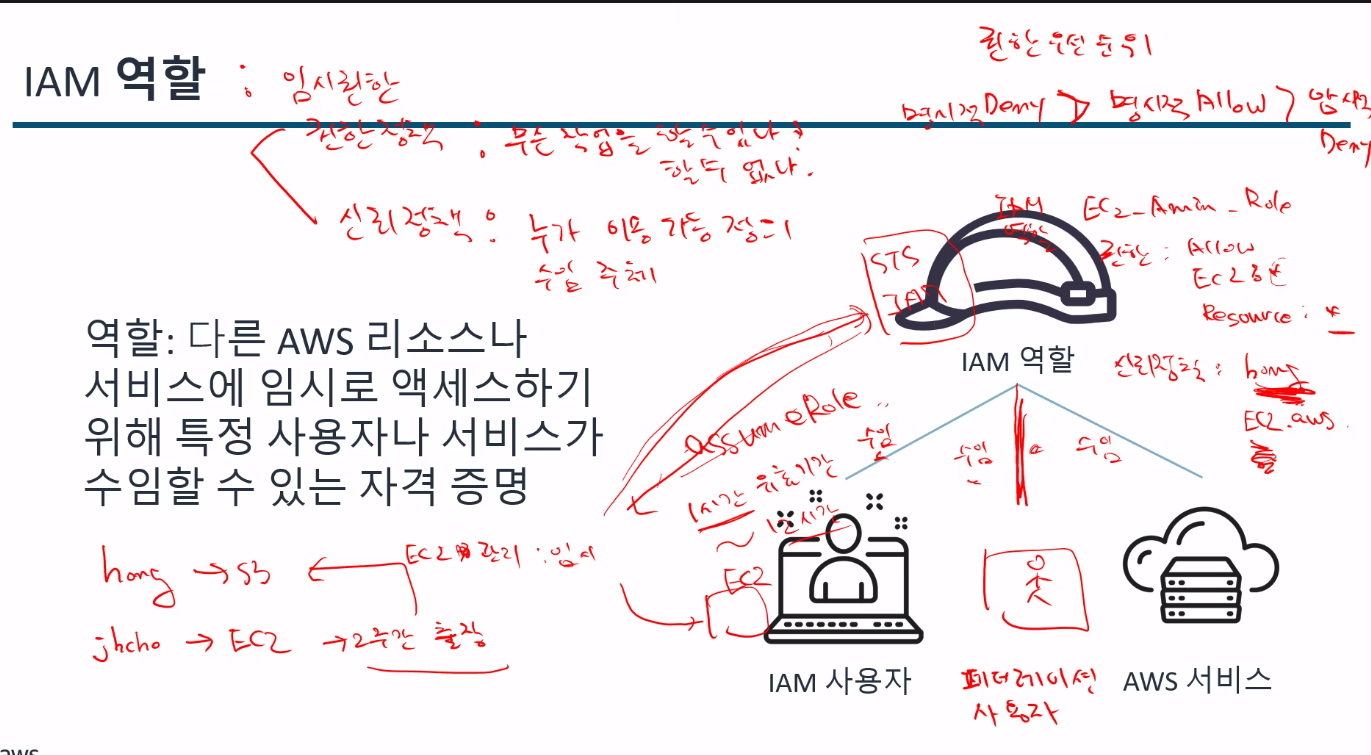 권한 우선 순위
IAM 역할 : 임시권한
명시적 Deny > 명시적 Allow > 암시적
Deny
권한정책 : 무슨 작업을 할 수 있나?
할 수 없나.
신뢰정책 : 누가 이용 가능 정의
수임 주체
IAM
역할
EC2_Amin_Role
권한 : Allow
EC2
Resource : *
STS
역할: 다른 AWS 리소스나
서비스에 임시로 액세스하기
위해 특정 사용자나 서비스가
수임할 수 있는 자격 증명
IAM 역할
신뢰정책 : hong
EC2.aws.
AssumeRole
수임
수임
수임
1시간 유효기간
~ 12시간
hong → S3
EC2 관리 : 임시
jhcho → EC2 → 2주간 출장
EC2
IAM 사용자
페더레이션
사용자
AWS 서비스
aws